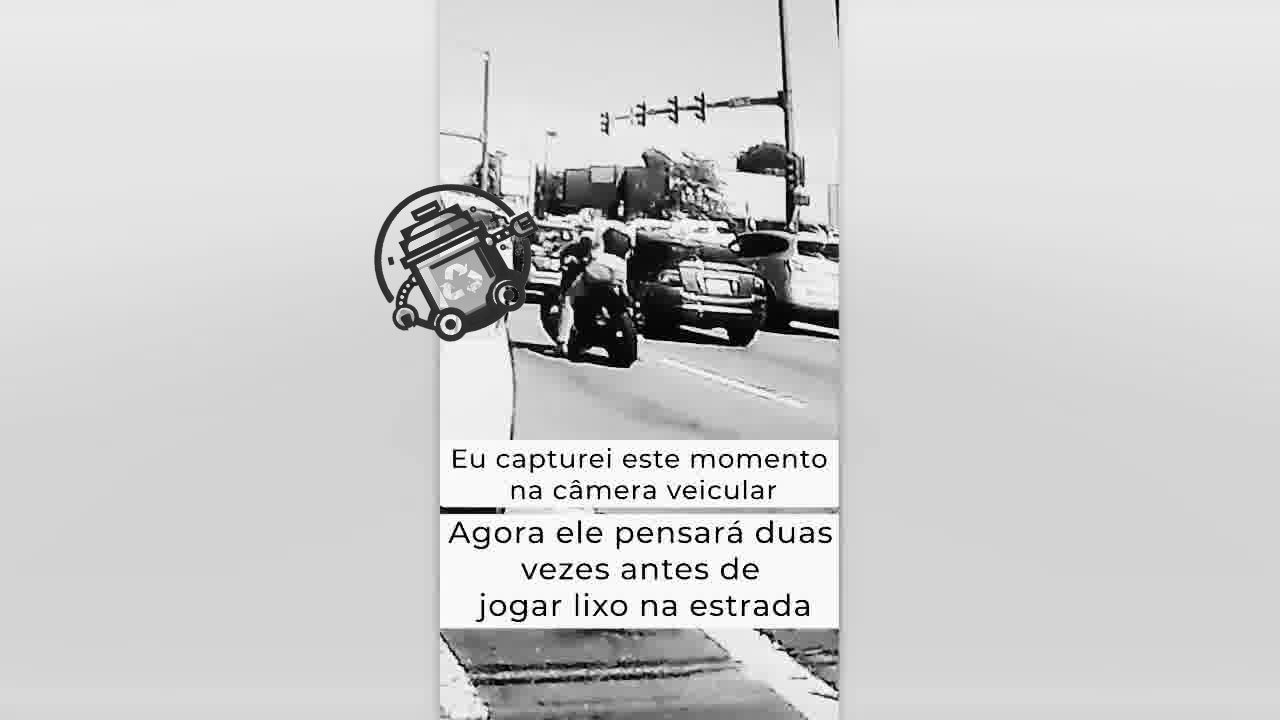 Eu capturei este momento
na câmera veicular
Agora ele pensará duas
vezes antes de
jogar lixo na estrada